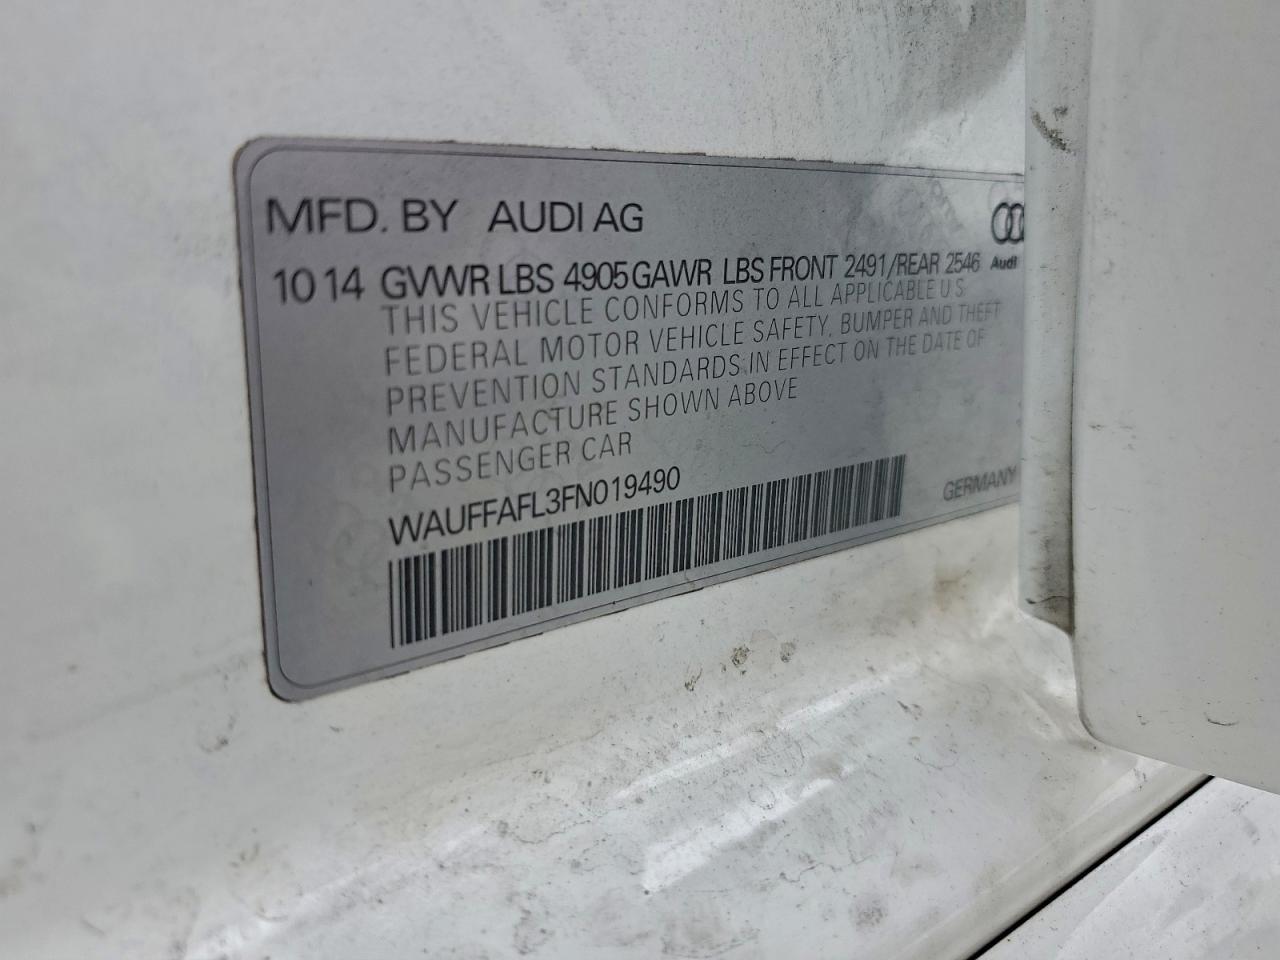 MFD. BY AUDI AG
10 14 GVWR LBS 4905 GAWR LBS FRONT 2491/REAR 2546 Audi
THIS VEHICLE CONFORMS TO ALL APPLICABLE U S
FEDERAL MOTOR VEHICLE SAFETY, BUMPER AND THEFT
PREVENTION STANDARDS IN EFFECT ON THE DATE OF
MANUFACTURE SHOWN ABOVE
PASSENGER CAR
WAUFFAFL3FN019490
GERMANY